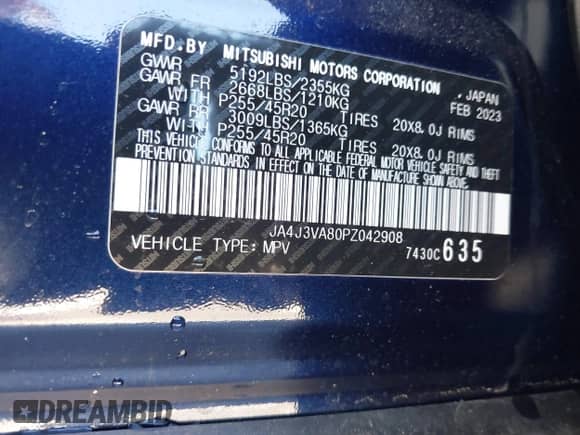 MFD.BY MITSUBISHI MOTORS CORPORATION
GVWR 5192LBS/2355KG , JAPAN
GAWR FR 2668LBS/1210KG FEB 2023
WITH P255/45R20 TIRES 20X8.0J RIMS
GAWR RR 3009LBS/1365KG
WITH P255/45R20 TIRES 20X8.0J RIMS
THIS VEHICLE CONFORMS TO ALL APPLICABLE FEDERAL MOTOR VEHICLE SAFETY AND THEFT
PREVENTION STANDARDS IN EFFECT ON THE DATE OF MANUFACTURE SHOWN ABOVE.
JA4J3VA80PZ042908
VEHICLE TYPE: MPV 7430C 635
DREAMBID